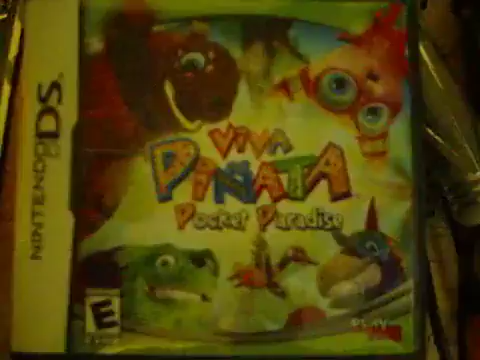 NINTENDO DS
VIVA
PIÑATA
Pocket Paradise
E